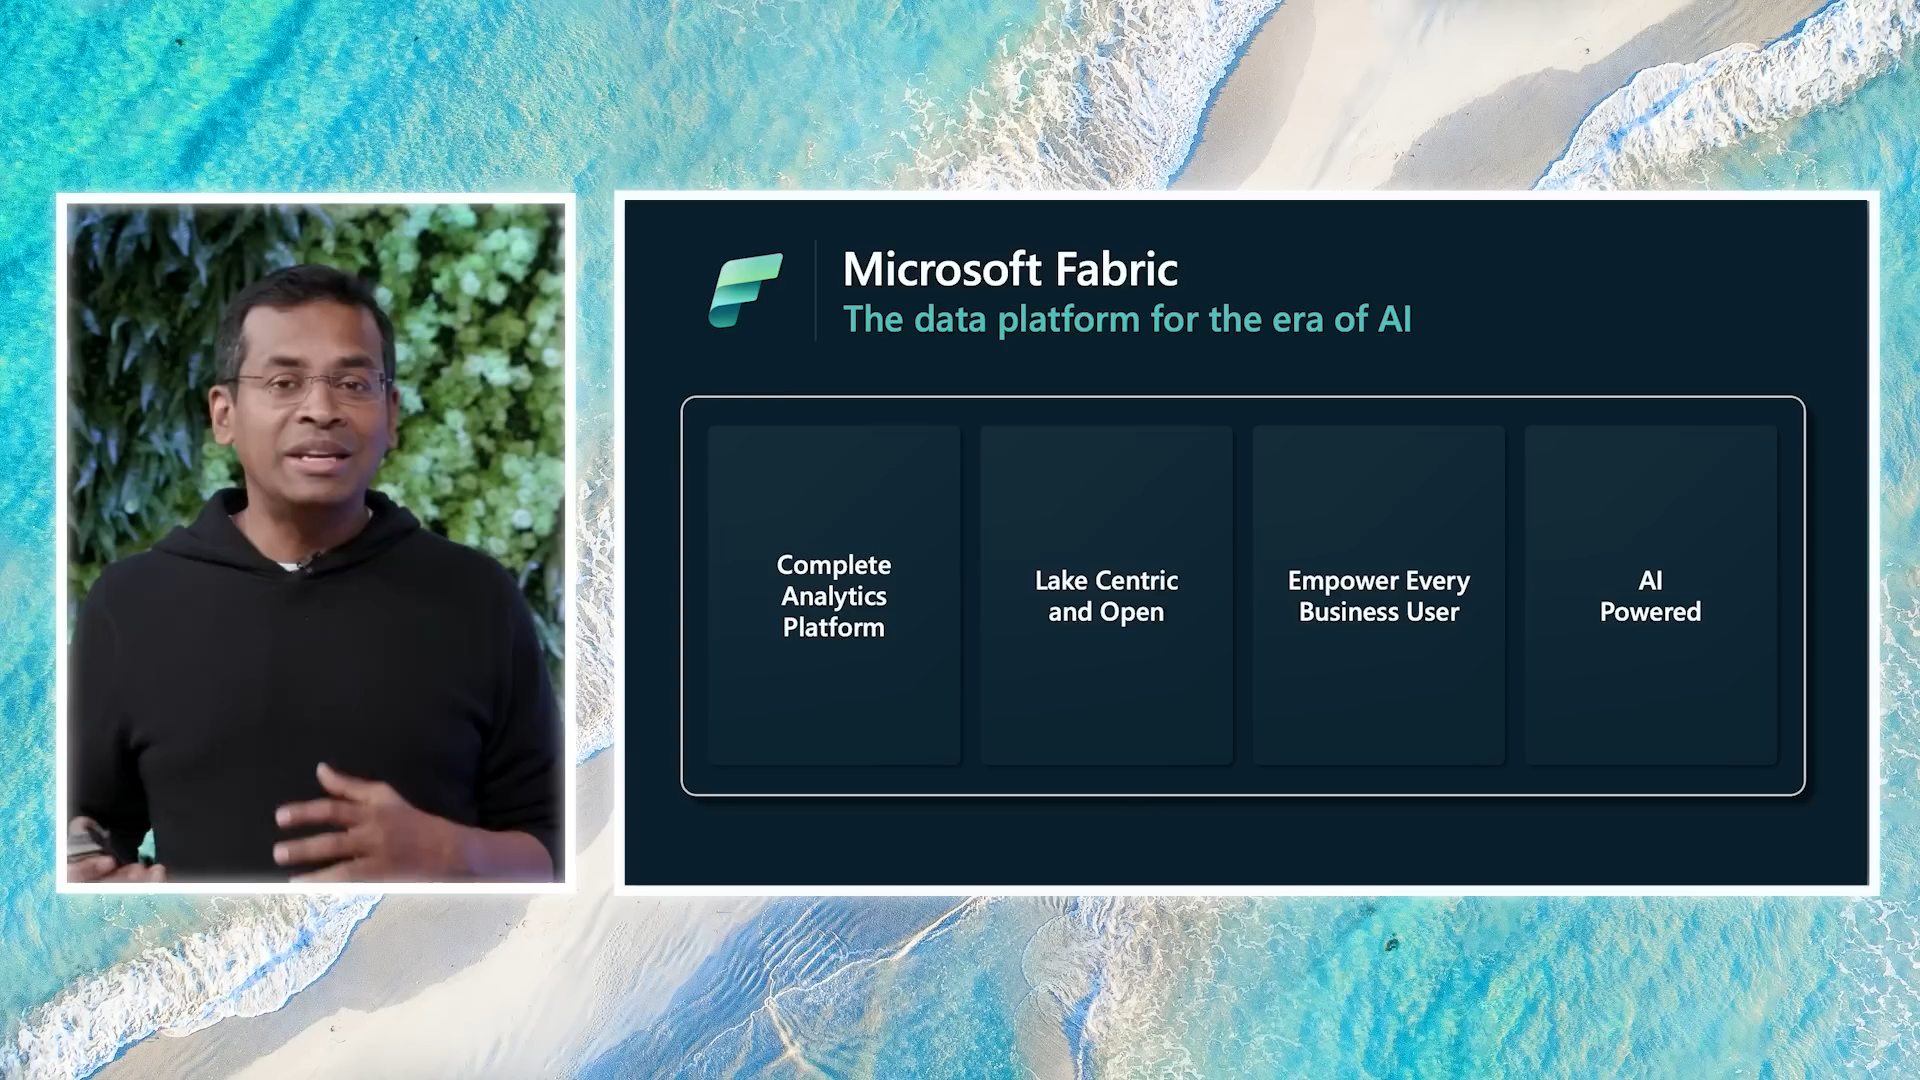 Microsoft Fabric
The data platform for the era of AI
Complete
Analytics
Platform
Lake Centric
and Open
Empower Every
Business User
AI
Powered